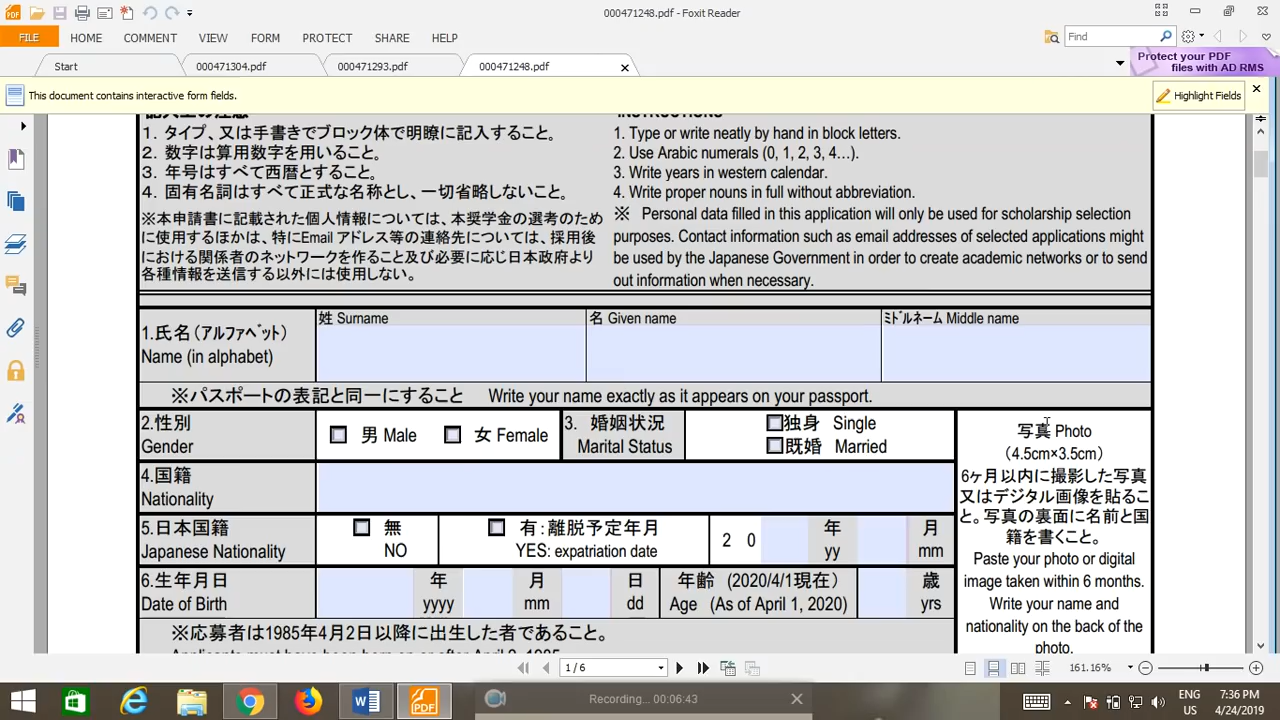 000471248.pdf - Foxit Reader
FILE HOME COMMENT VIEW FORM PROTECT SHARE HELP
Find
Start 000471304.pdf 000471293.pdf 000471248.pdf
Protect your PDF
files with AD RMS
This document contains interactive form fields.
Highlight Fields
記入上の注意 INSTRUCTIONS
1. タイプ、又は手書きでブロック体で明瞭に記入すること。
2. 数字は算用数字を用いること。
3. 年号はすべて西暦とすること。
4. 固有名詞はすべて正式な名称とし、一切省略しないこと。
※本申請書に記載された個人情報については、本奨学金の選考のため
に使用するほかは、特にEmail アドレス等の連絡先については、採用後
における関係者のネットワークを作ること及び必要に応じ日本政府より
各種情報を送信する以外には使用しない。
1. Type or write neatly by hand in block letters.
2. Use Arabic numerals (0, 1, 2, 3, 4…).
3. Write years in western calendar.
4. Write proper nouns in full without abbreviation.
※ Personal data filled in this application will only be used for scholarship selection
purposes. Contact information such as email addresses of selected applications might
be used by the Japanese Government in order to create academic networks or to send
out information when necessary.
1.氏名(アルファベット)
Name (in alphabet)
姓 Surname
名 Given name
ミドルネーム Middle name
※パスポートの表記と同一にすること Write your name exactly as it appears on your passport.
2.性別
Gender
男 Male 女 Female
3. 婚姻状況
Marital Status
独身 Single
既婚 Married
4.国籍
Nationality
5.日本国籍
Japanese Nationality
無
NO
有:離脱予定年月
YES: expatriation date
2 0
年
yy
月
mm
6.生年月日
Date of Birth
年
yyyy
月
mm
日
dd
年齢 (2020/4/1現在)
Age (As of April 1, 2020)
歳
yrs
※応募者は1985年4月2日以降に出生した者であること。
Applicants must have been born on or after April 2, 1985.
写真 Photo
(4.5cm×3.5cm)
6ヶ月以内に撮影した写真
又はデジタル画像を貼るこ
と。写真の裏面に名前と国
籍を書くこと。
Paste your photo or digital
image taken within 6 months.
Write your name and
nationality on the back of the
photo.
1 / 6
161.16%
Recording... 00:06:43
ENG
US
7:36 PM
4/24/2019